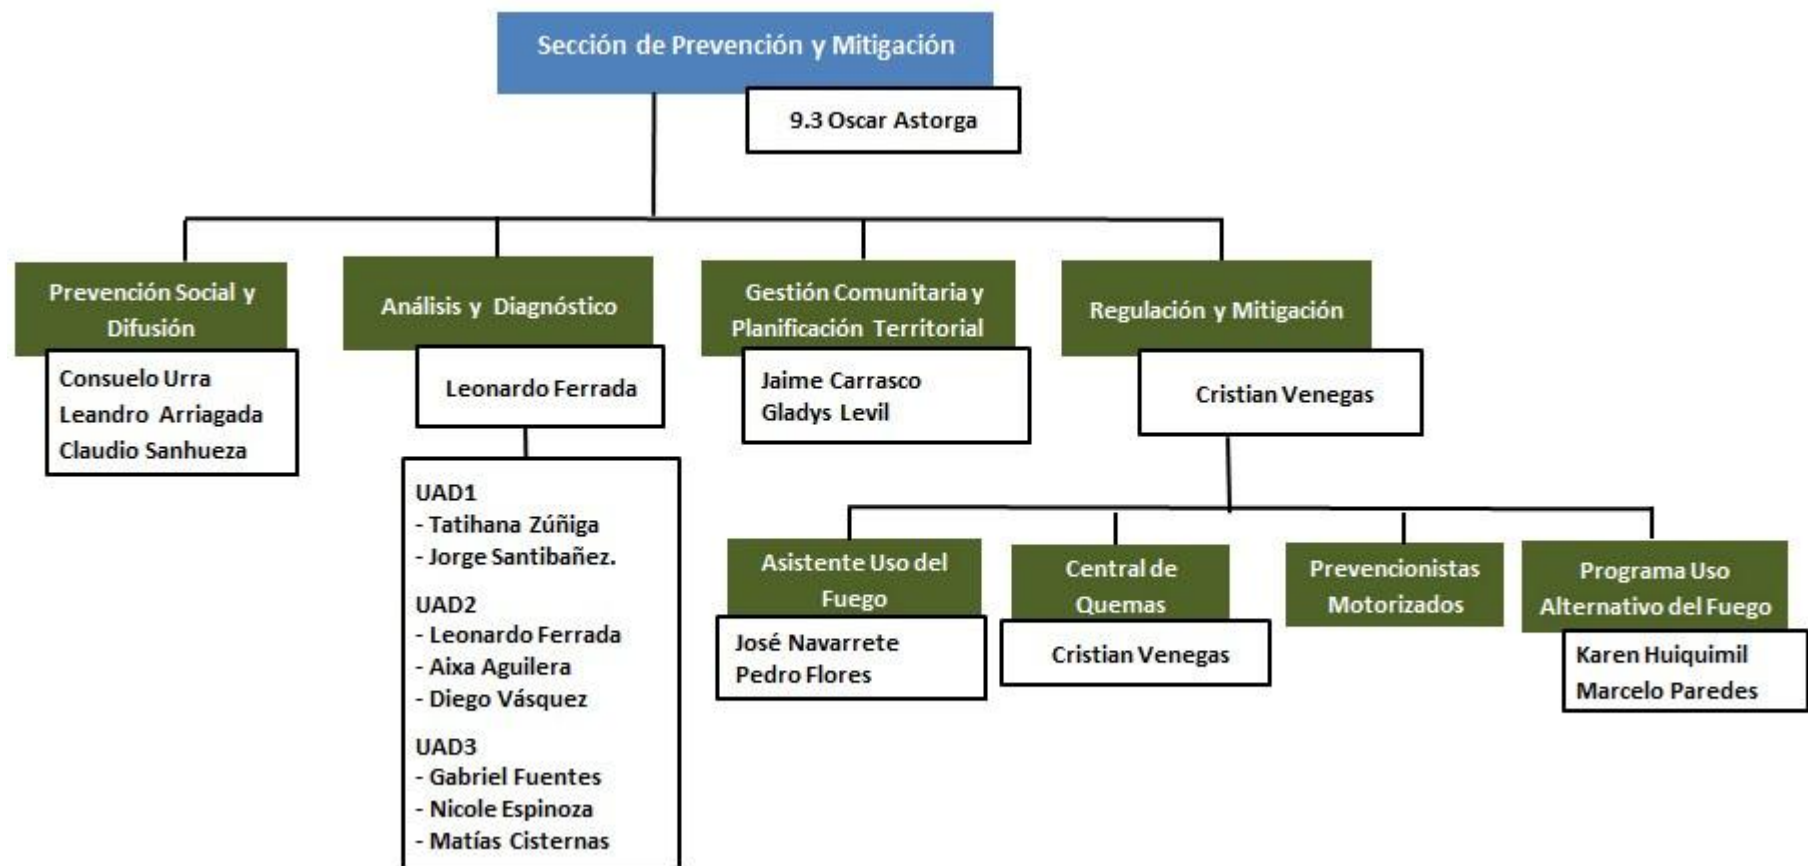 Sección de Prevención y Mitigación
9.3 Oscar Astorga
Prevención Social y
Difusión
Consuelo Urra
Leandro Arriagada
Claudio Sanhueza
Análisis y Diagnóstico
Leonardo Ferrada
UAD1
- Tatihana Zúñiga
- Jorge Santibañez.
UAD2
- Leonardo Ferrada
- Aixa Aguilera
- Diego Vásquez
UAD3
- Gabriel Fuentes
- Nicole Espinoza
- Matías Cisternas
Gestión Comunitaria y
Planificación Territorial
Jaime Carrasco
Gladys Levil
Regulación y Mitigación
Cristian Venegas
Asistente Uso del
Fuego
José Navarrete
Pedro Flores
Central de
Quemas
Cristian Venegas
Prevencionistas
Motorizados
Programa Uso
Alternativo del Fuego
Karen Huiquimil
Marcelo Paredes